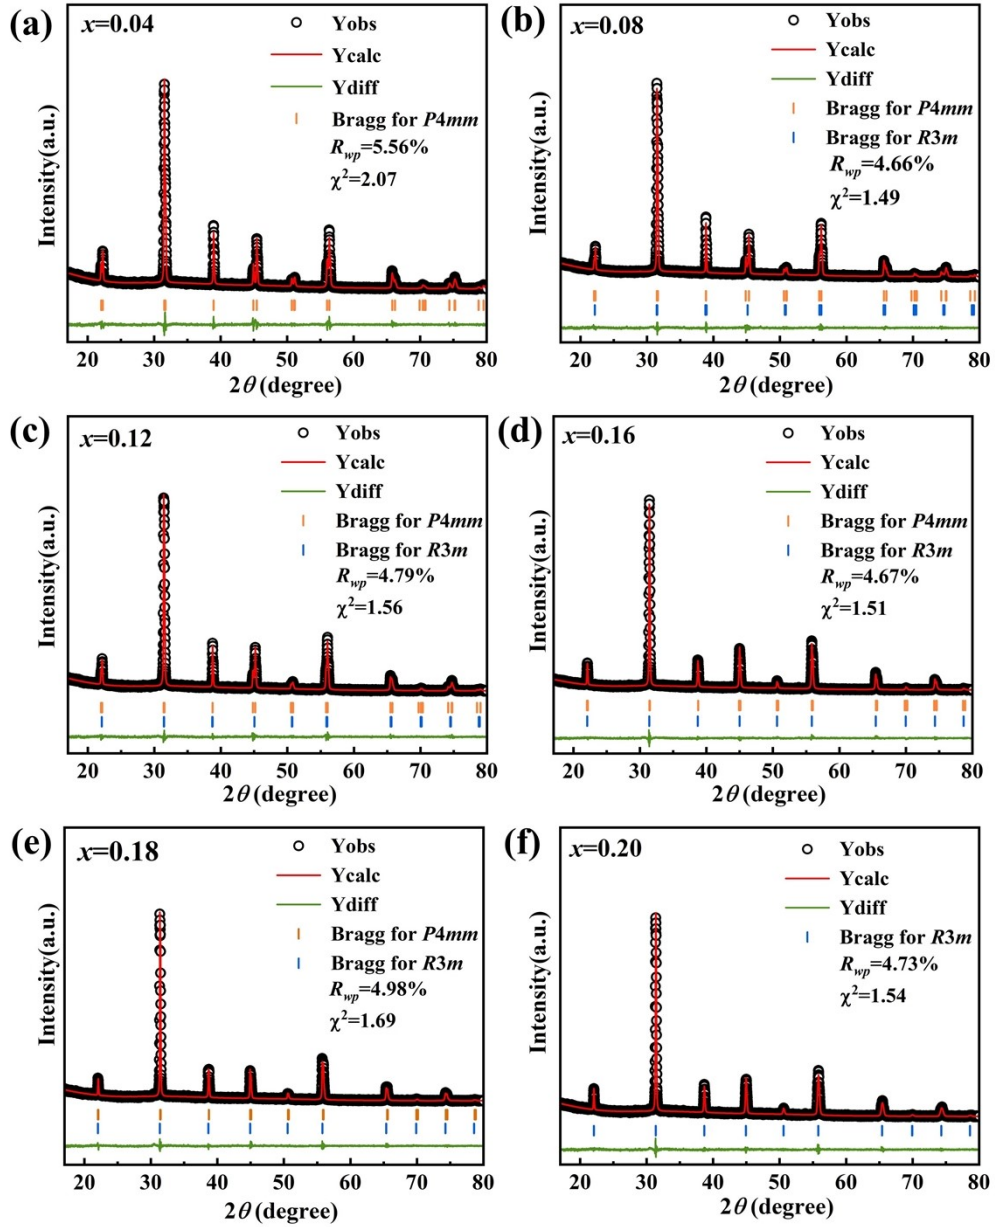 (a)
x=0.04
Yobs
Ycalc
Ydiff
Bragg for P4mm
Rwp=5.56%
χ²=2.07
Intensity(a.u.)
20 30 40 50 60 70 80
2θ (degree)
(b)
x=0.08
Yobs
Ycalc
Ydiff
Bragg for P4mm
Bragg for R3m
Rwp=4.66%
χ²=1.49
Intensity(a.u.)
20 30 40 50 60 70 80
2θ (degree)
(c)
x=0.12
Yobs
Ycalc
Ydiff
Bragg for P4mm
Bragg for R3m
Rwp=4.79%
χ²=1.56
Intensity(a.u.)
20 30 40 50 60 70 80
2θ (degree)
(d)
x=0.16
Yobs
Ycalc
Ydiff
Bragg for P4mm
Bragg for R3m
Rwp=4.67%
χ²=1.51
Intensity(a.u.)
20 30 40 50 60 70 80
2θ (degree)
(e)
x=0.18
Yobs
Ycalc
Ydiff
Bragg for P4mm
Bragg for R3m
Rwp=4.98%
χ²=1.69
Intensity(a.u.)
20 30 40 50 60 70 80
2θ (degree)
(f)
x=0.20
Yobs
Ycalc
Ydiff
Bragg for R3m
Rwp=4.73%
χ²=1.54
Intensity(a.u.)
20 30 40 50 60 70 80
2θ (degree)